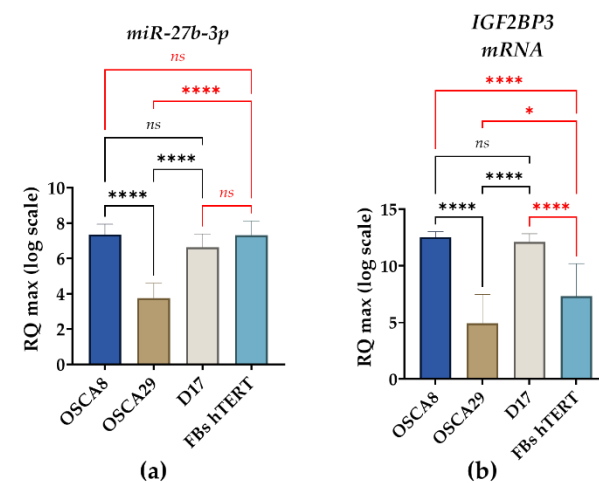 miR-27b-3p
ns
****
ns
****
****
ns
RQ max (log scale)
10
8
6
4
2
0
OSCA8
OSCA29
D17
FBs hTERT
(a)
IGF2BP3
mRNA
****
*
ns
****
****
****
RQ max (log scale)
15
10
5
0
OSCA8
OSCA29
D17
FBs hTERT
(b)